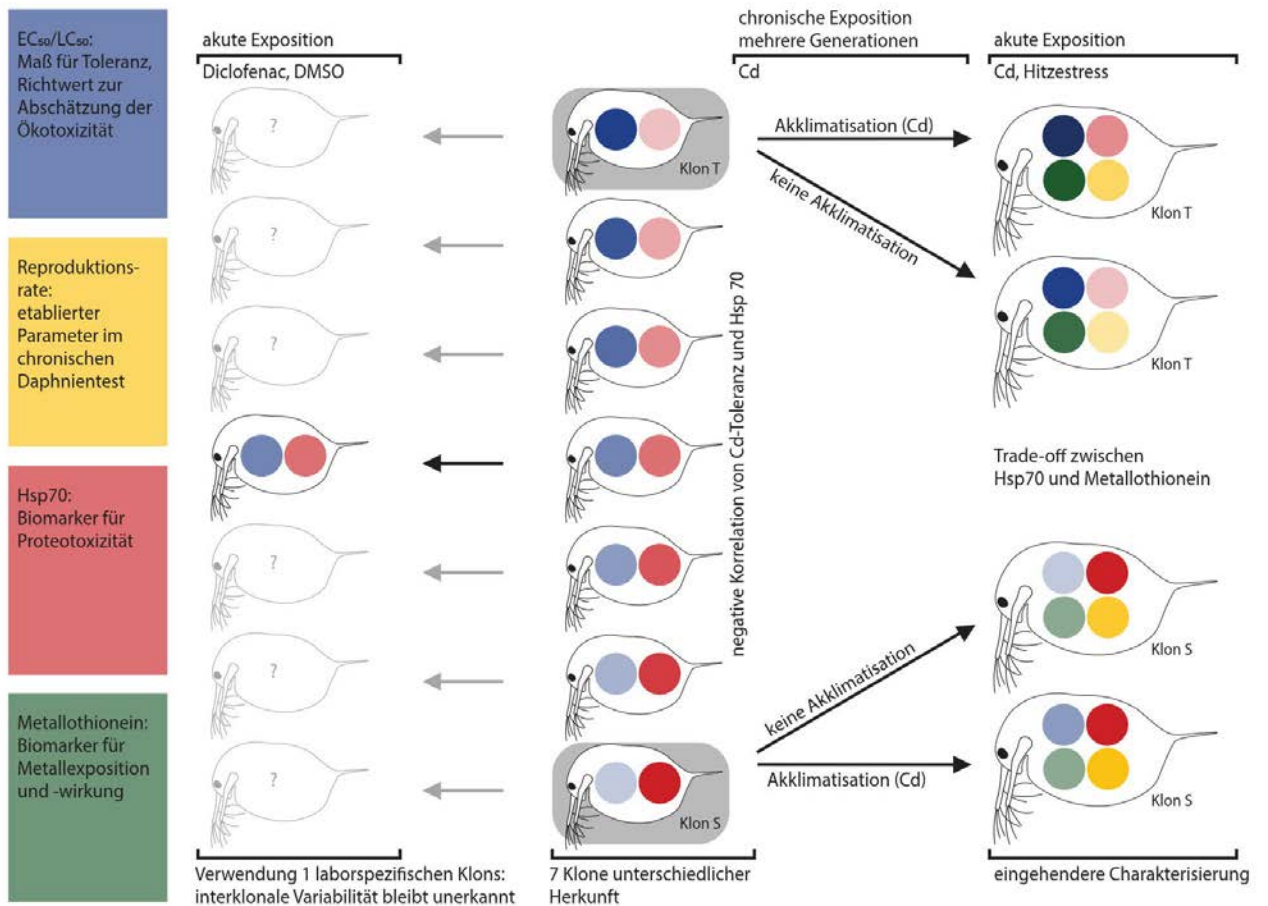 EC₅₀/LC₅₀:
Maß für Toleranz,
Richtwert zur
Abschätzung der
Ökotoxizität
Reproduktions-
rate:
etablierter
Parameter im
chronischen
Daphnientest
Hsp70:
Biomarker für
Proteotoxizität
Metallothionein:
Biomarker für
Metallexposition
und -wirkung
akute Exposition
Diclofenac, DMSO
?
?
?
?
?
?
Verwendung 1 laborspezifischen Klons:
interklonale Variabilität bleibt unerkannt
Klon T
Klon S
7 Klone unterschiedlicher
Herkunft
negative Korrelation von Cd-Toleranz und Hsp 70
chronische Exposition
mehrere Generationen
Cd
Akklimatisation (Cd)
keine Akklimatisation
keine Akklimatisation
Akklimatisation (Cd)
akute Exposition
Cd, Hitzestress
Klon T
Klon T
Trade-off zwischen
Hsp70 und Metallothionein
Klon S
Klon S
eingehendere Charakterisierung